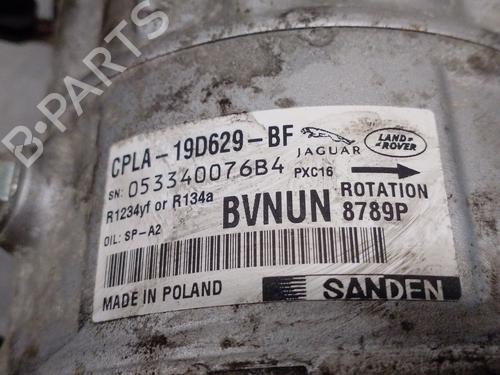 CPLA-19D629-BF
JAGUAR
LAND-
ROVER
SN: 053340076B4
PXC16
R1234yf or R134a
BVNUN
ROTATION
8789P
OIL: SP-A2
MADE IN POLAND
SANDEN
B-PARTS